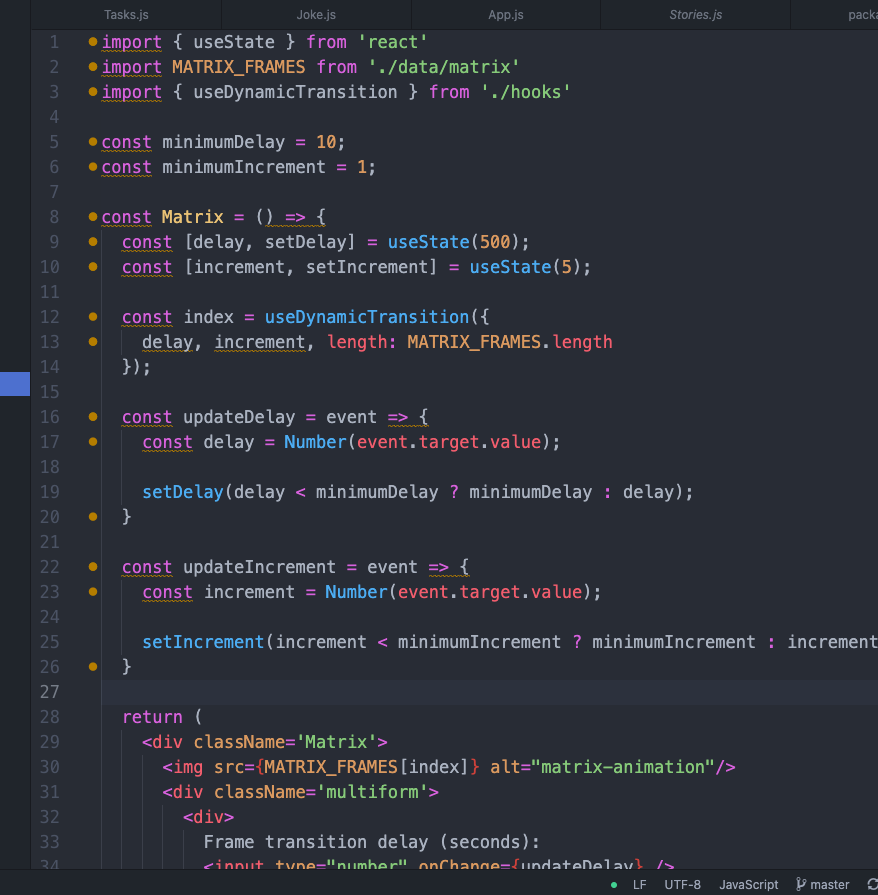 Tasks.js Joke.js App.js Stories.js packa
1 import { useState } from 'react'
2 import MATRIX_FRAMES from './data/matrix'
3 import { useDynamicTransition } from './hooks'
4
5 const minimumDelay = 10;
6 const minimumIncrement = 1;
7
8 const Matrix = () => {
9 const [delay, setDelay] = useState(500);
10 const [increment, setIncrement] = useState(5);
11
12 const index = useDynamicTransition({
13 delay, increment, length: MATRIX_FRAMES.length
14 });
15
16 const updateDelay = event => {
17 const delay = Number(event.target.value);
18
19 setDelay(delay < minimumDelay ? minimumDelay : delay);
20 }
21
22 const updateIncrement = event => {
23 const increment = Number(event.target.value);
24
25 setIncrement(increment < minimumIncrement ? minimumIncrement : increment
26 }
27
28 return (
29 <div className='Matrix'>
30 <img src={MATRIX_FRAMES[index]} alt="matrix-animation"/>
31 <div className='multiform'>
32 <div>
33 Frame transition delay (seconds):
34 <input type="number" onChange={updateDelay} />
LF UTF-8 JavaScript master